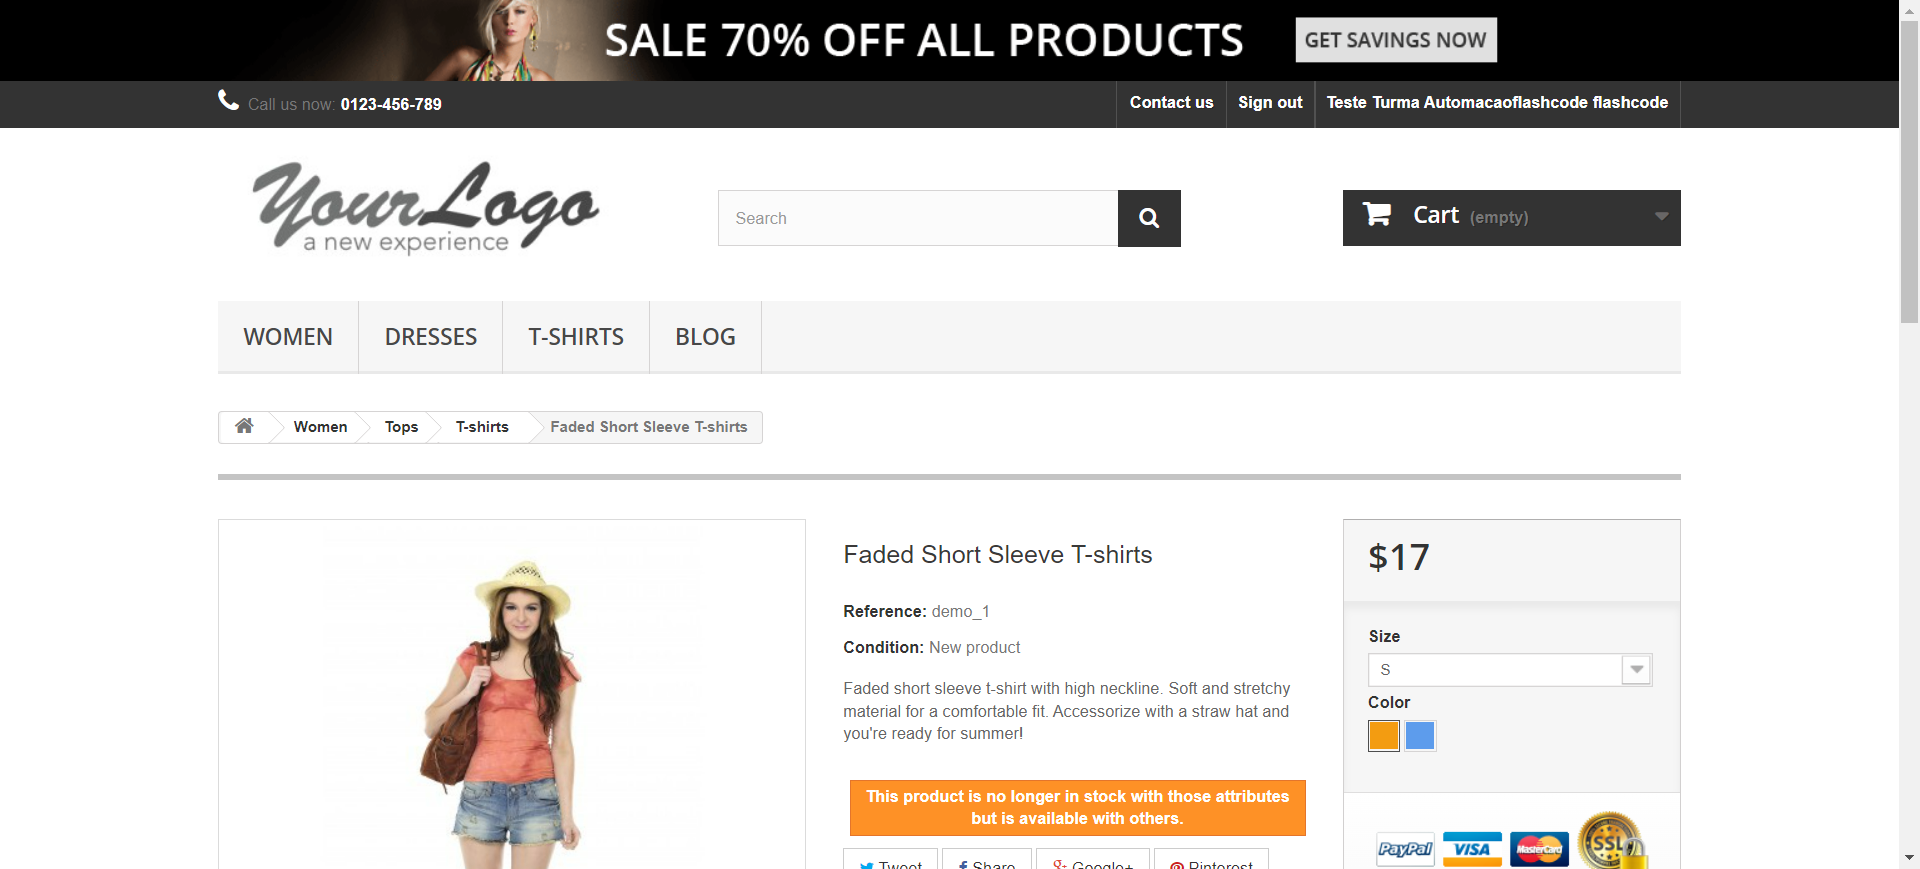 SALE 70% OFF ALL PRODUCTS
GET SAVINGS NOW
Call us now: 0123-456-789
Contact us
Sign out
Teste Turma Automacaoflashcode flashcode
YourLogo
a new experience
Search
Cart (empty)
WOMEN
DRESSES
T-SHIRTS
BLOG
Women
Tops
T-shirts
Faded Short Sleeve T-shirts
Faded Short Sleeve T-shirts
Reference: demo_1
Condition: New product
Faded short sleeve t-shirt with high neckline. Soft and stretchy
material for a comfortable fit. Accessorize with a straw hat and
you're ready for summer!
This product is no longer in stock with those attributes
but is available with others.
Tweet
Share
Google+
Pinterest
$17
Size
S
Color
PayPal
VISA
MasterCard
SSL